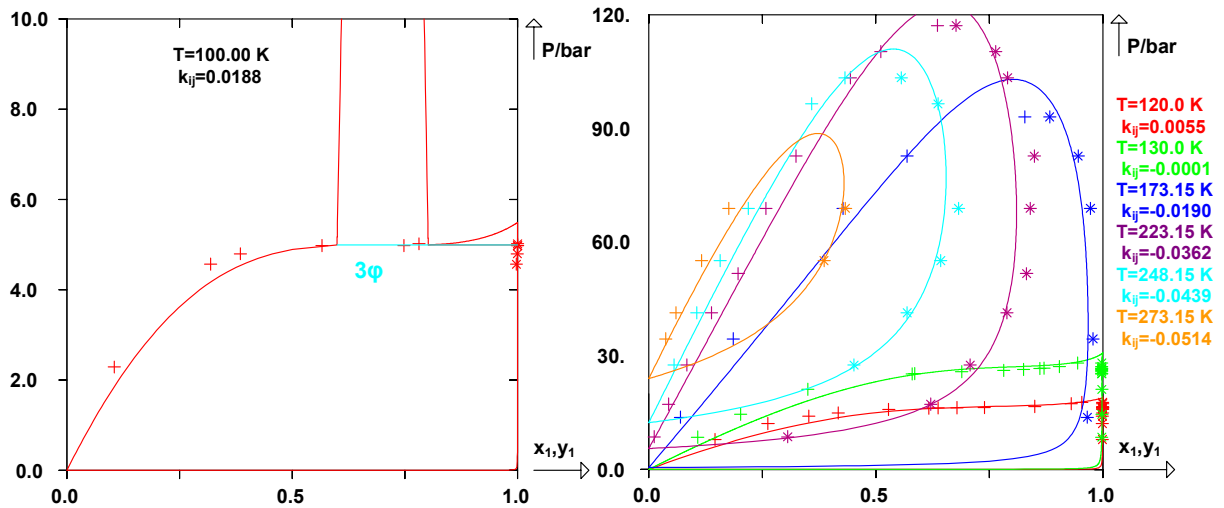 10.0
8.0
6.0
4.0
2.0
0.0
0.0
0.5
1.0
P/bar
x₁,y₁
T=100.00 K
kᵢⱼ=0.0188
3φ
120.
90.0
60.0
30.
0.0
0.0
0.5
1.0
P/bar
x₁,y₁
T=120.0 K
kᵢⱼ=0.0055
T=130.0 K
kᵢⱼ=-0.0001
T=173.15 K
kᵢⱼ=-0.0190
T=223.15 K
kᵢⱼ=-0.0362
T=248.15 K
kᵢⱼ=-0.0439
T=273.15 K
kᵢⱼ=-0.0514